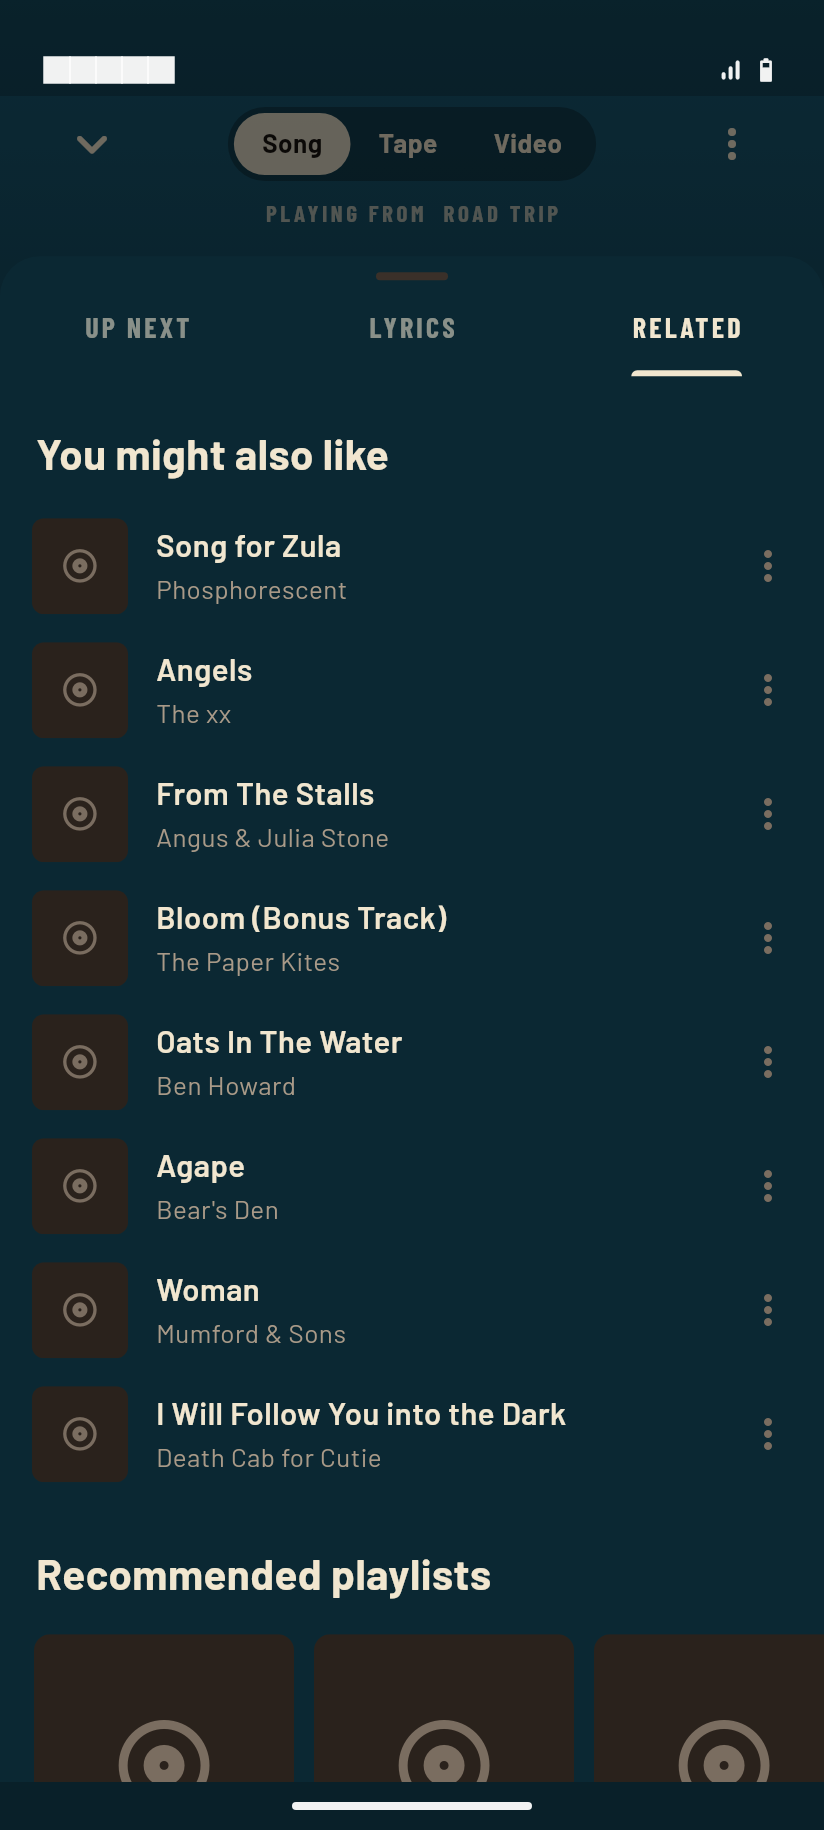 Song Tape Video
PLAYING FROM ROAD TRIP
UP NEXT LYRICS RELATED
You might also like
Song for Zula
Phosphorescent
Angels
The xx
From The Stalls
Angus & Julia Stone
Bloom (Bonus Track)
The Paper Kites
Oats In The Water
Ben Howard
Agape
Bear's Den
Woman
Mumford & Sons
I Will Follow You into the Dark
Death Cab for Cutie
Recommended playlists